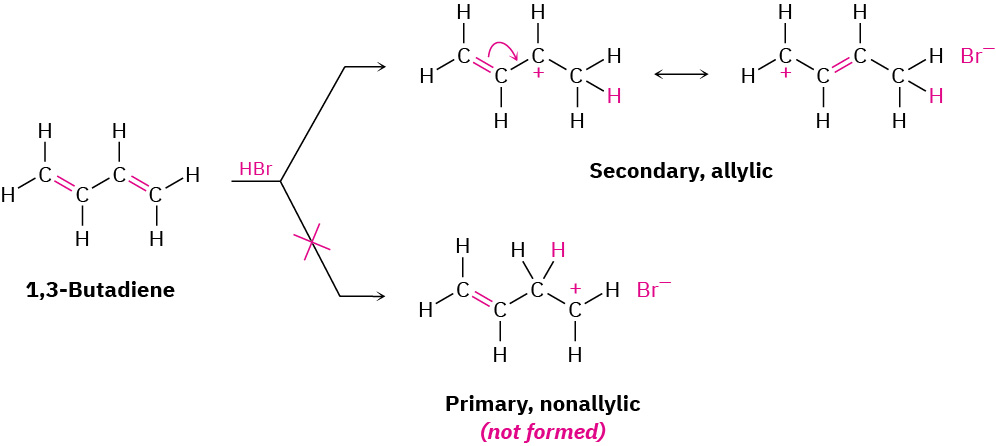 H H H H
C C H C C H Br⁻
H C + C H + C C
H H
H H H H
Secondary, allylic
H H
HBr
C C H
H C C
H H
1,3-Butadiene
H H H
C C + H Br⁻
H C C
H H
Primary, nonallylic
(not formed)